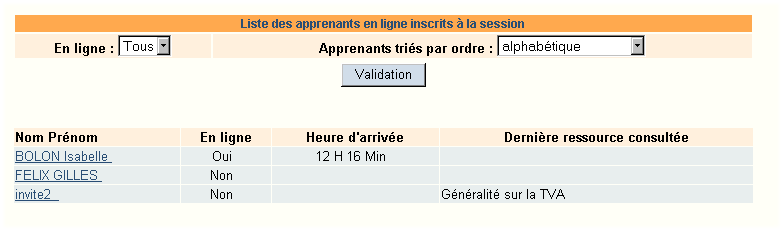 Liste des apprenants en ligne inscrits à la session
En ligne : Tous Apprenants triés par ordre : alphabétique
Validation
Nom Prénom En ligne Heure d'arrivée Dernière ressource consultée
BOLON Isabelle Oui 12 H 16 Min
FELIX GILLES Non
invite2 Non Généralité sur la TVA